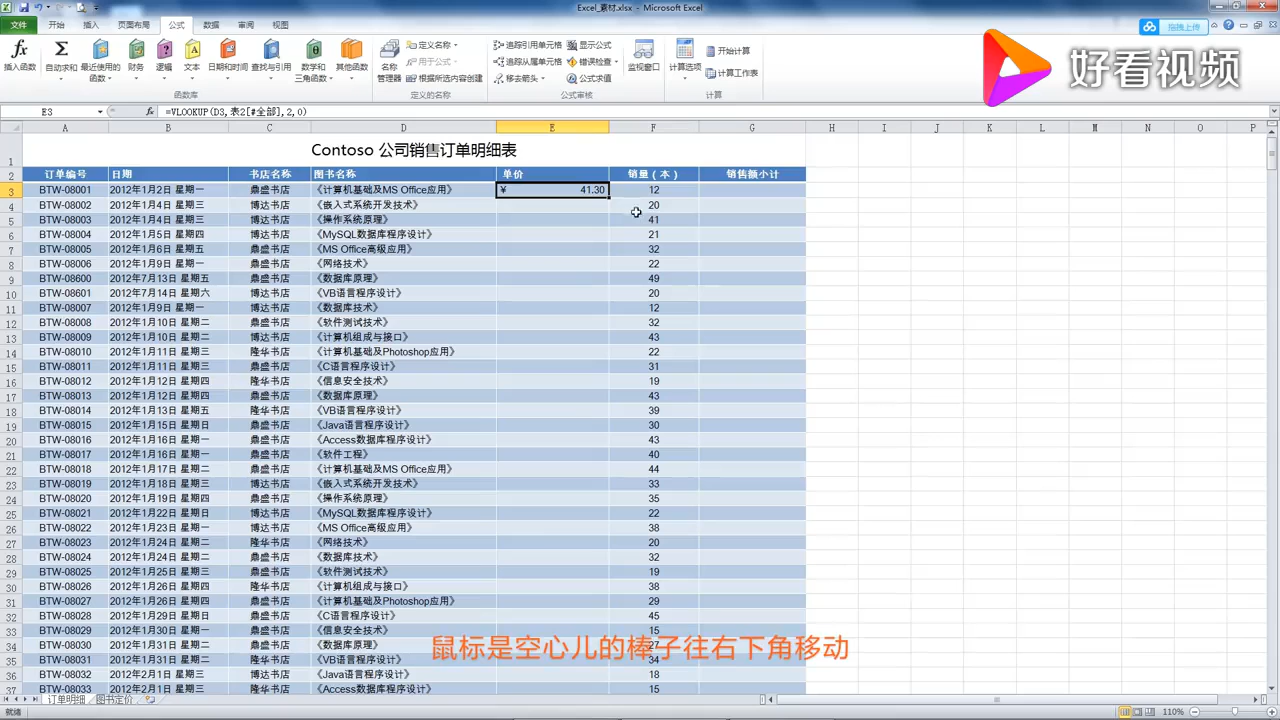 Excel_素材.xlsx - Microsoft Excel
文件 开始 插入 页面布局 公式 数据 审阅 视图
拖拽上传
好看视频
fx 插入函数 Σ 自动求和 最近使用的函数 财务 逻辑 文本 日期和时间 查找与引用 数学和三角函数 其他函数
函数库
名称管理器 定义名称 用于公式 根据所选内容创建
定义的名称
追踪引用单元格 追踪从属单元格 移去箭头 显示公式 错误检查 公式求值
公式审核
监视窗口 计算选项 开始计算 计算工作表
计算
E3 fx =VLOOKUP(D3,表2[#全部],2,0)
A B C D E F G H I J K L M N O P
1 Contoso 公司销售订单明细表
2 订单编号 日期 书店名称 图书名称 单价 销量（本） 销售额小计
3 BTW-08001 2012年1月2日 星期一 鼎盛书店 《计算机基础及MS Office应用》 ¥ 41.30 12
4 BTW-08002 2012年1月4日 星期三 博达书店 《嵌入式系统开发技术》 20
5 BTW-08003 2012年1月4日 星期三 博达书店 《操作系统原理》 41
6 BTW-08004 2012年1月5日 星期四 博达书店 《MySQL数据库程序设计》 21
7 BTW-08005 2012年1月6日 星期五 鼎盛书店 《MS Office高级应用》 32
8 BTW-08006 2012年1月9日 星期一 鼎盛书店 《网络技术》 22
9 BTW-08600 2012年7月13日 星期五 鼎盛书店 《数据库原理》 49
10 BTW-08601 2012年7月14日 星期六 博达书店 《VB语言程序设计》 20
11 BTW-08007 2012年1月9日 星期一 博达书店 《数据库技术》 12
12 BTW-08008 2012年1月10日 星期二 鼎盛书店 《软件测试技术》 32
13 BTW-08009 2012年1月10日 星期二 博达书店 《计算机组成与接口》 43
14 BTW-08010 2012年1月11日 星期三 隆华书店 《计算机基础及Photoshop应用》 22
15 BTW-08011 2012年1月11日 星期三 鼎盛书店 《C语言程序设计》 31
16 BTW-08012 2012年1月12日 星期四 隆华书店 《信息安全技术》 19
17 BTW-08013 2012年1月12日 星期四 鼎盛书店 《数据库原理》 43
18 BTW-08014 2012年1月13日 星期五 隆华书店 《VB语言程序设计》 39
19 BTW-08015 2012年1月15日 星期日 鼎盛书店 《Java语言程序设计》 30
20 BTW-08016 2012年1月16日 星期一 鼎盛书店 《Access数据库程序设计》 43
21 BTW-08017 2012年1月16日 星期一 鼎盛书店 《软件工程》 40
22 BTW-08018 2012年1月17日 星期二 鼎盛书店 《计算机基础及MS Office应用》 44
23 BTW-08019 2012年1月18日 星期三 博达书店 《嵌入式系统开发技术》 33
24 BTW-08020 2012年1月19日 星期四 鼎盛书店 《操作系统原理》 35
25 BTW-08021 2012年1月22日 星期日 博达书店 《MySQL数据库程序设计》 22
26 BTW-08022 2012年1月23日 星期一 博达书店 《MS Office高级应用》 38
27 BTW-08023 2012年1月24日 星期二 隆华书店 《网络技术》 20
28 BTW-08024 2012年1月24日 星期二 鼎盛书店 《数据库技术》 32
29 BTW-08025 2012年1月25日 星期三 鼎盛书店 《软件测试技术》 19
30 BTW-08026 2012年1月26日 星期四 隆华书店 《计算机组成与接口》 38
31 BTW-08027 2012年1月26日 星期四 鼎盛书店 《计算机基础及Photoshop应用》 29
32 BTW-08028 2012年1月29日 星期日 鼎盛书店 《C语言程序设计》 45
33 BTW-08029 2012年1月30日 星期一 鼎盛书店 《信息安全技术》 15
34 BTW-08030 2012年1月31日 星期二 鼎盛书店 《数据库原理》 27
鼠标是空心儿的棒子往右下角移动
35 BTW-08031 2012年1月31日 星期二 隆华书店 《VB语言程序设计》 34
36 BTW-08032 2012年2月1日 星期三 博达书店 《Java语言程序设计》 18
37 BTW-08033 2012年2月1日 星期三 隆华书店 《Access数据库程序设计》 15
订单明细 图书定价
就绪 110%